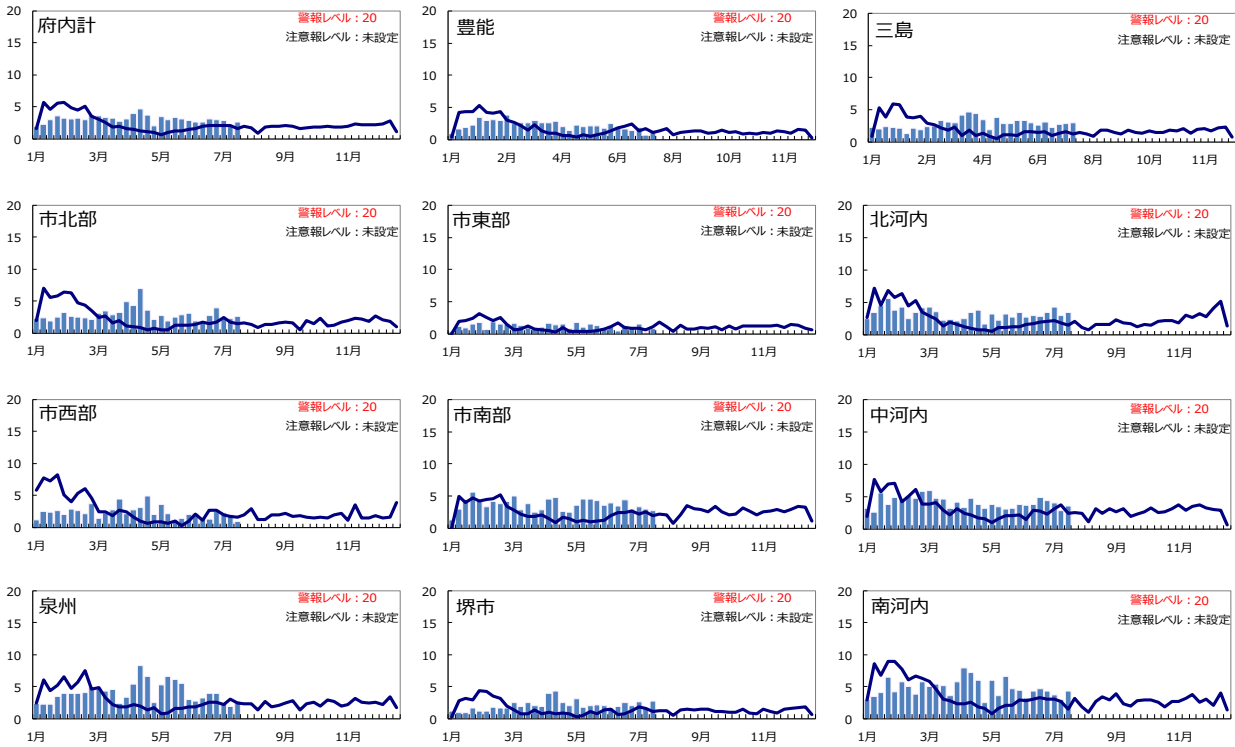 府内計
警報レベル：20
注意報レベル：未設定
20
15
10
5
0
1月 3月 5月 7月 9月 11月
豊能
警報レベル：20
注意報レベル：未設定
20
15
10
5
0
1月 2月 4月 6月 8月 10月 12月
三島
警報レベル：20
注意報レベル：未設定
20
15
10
5
0
1月 2月 4月 6月 8月 10月 11月
市北部
警報レベル：20
注意報レベル：未設定
20
15
10
5
0
1月 3月 5月 7月 9月 11月
市東部
警報レベル：20
注意報レベル：未設定
20
15
10
5
0
1月 3月 5月 7月 9月 11月
北河内
警報レベル：20
注意報レベル：未設定
20
15
10
5
0
1月 3月 5月 7月 9月 11月
市西部
警報レベル：20
注意報レベル：未設定
20
15
10
5
0
1月 3月 5月 7月 9月 11月
市南部
警報レベル：20
注意報レベル：未設定
20
15
10
5
0
1月 3月 5月 7月 9月 11月
中河内
警報レベル：20
注意報レベル：未設定
20
15
10
5
0
1月 3月 5月 7月 9月 11月
泉州
警報レベル：20
注意報レベル：未設定
20
15
10
5
0
1月 3月 5月 7月 9月 11月
堺市
警報レベル：20
注意報レベル：未設定
20
15
10
5
0
1月 3月 5月 7月 9月 11月
南河内
警報レベル：20
注意報レベル：未設定
20
15
10
5
0
1月 3月 5月 7月 9月 11月